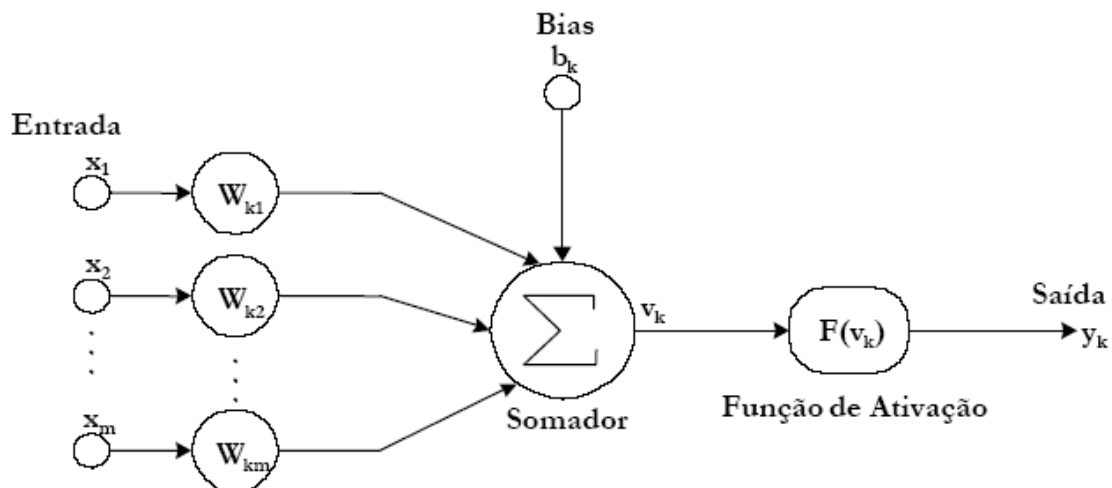 Bias
b_k
Entrada
x_1
W_k1
x_2
W_k2
x_m
W_km
Σ
Somador
v_k
F(v_k)
Função de Ativação
Saída
y_k